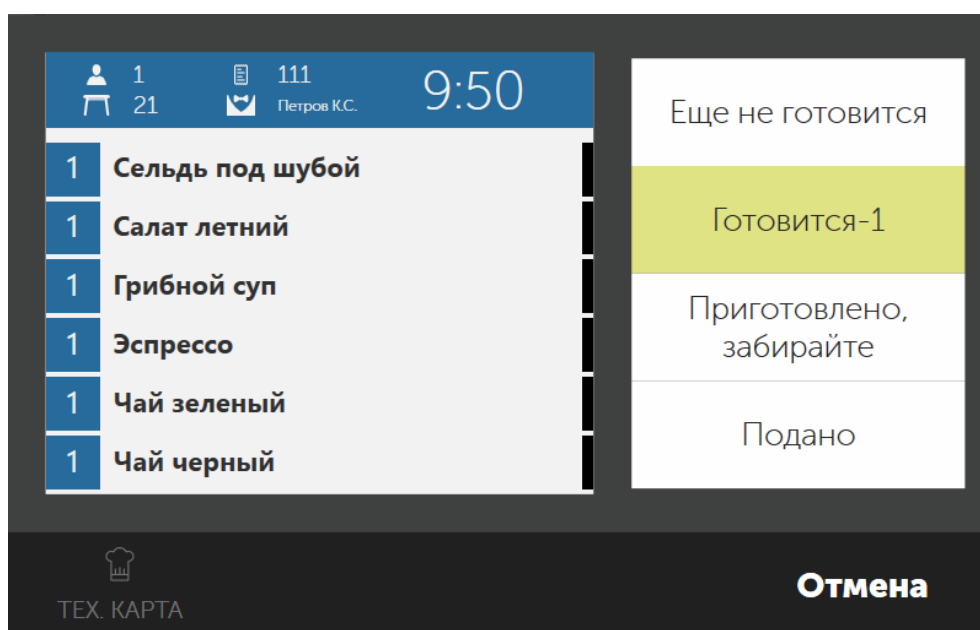 1 111 9:50
21 Петров К.С.
1 Сельдь под шубой
1 Салат летний
1 Грибной суп
1 Эспрессо
1 Чай зеленый
1 Чай черный
Еще не готовится
Готовится-1
Приготовлено,
забирайте
Подано
ТЕХ. КАРТА
Отмена